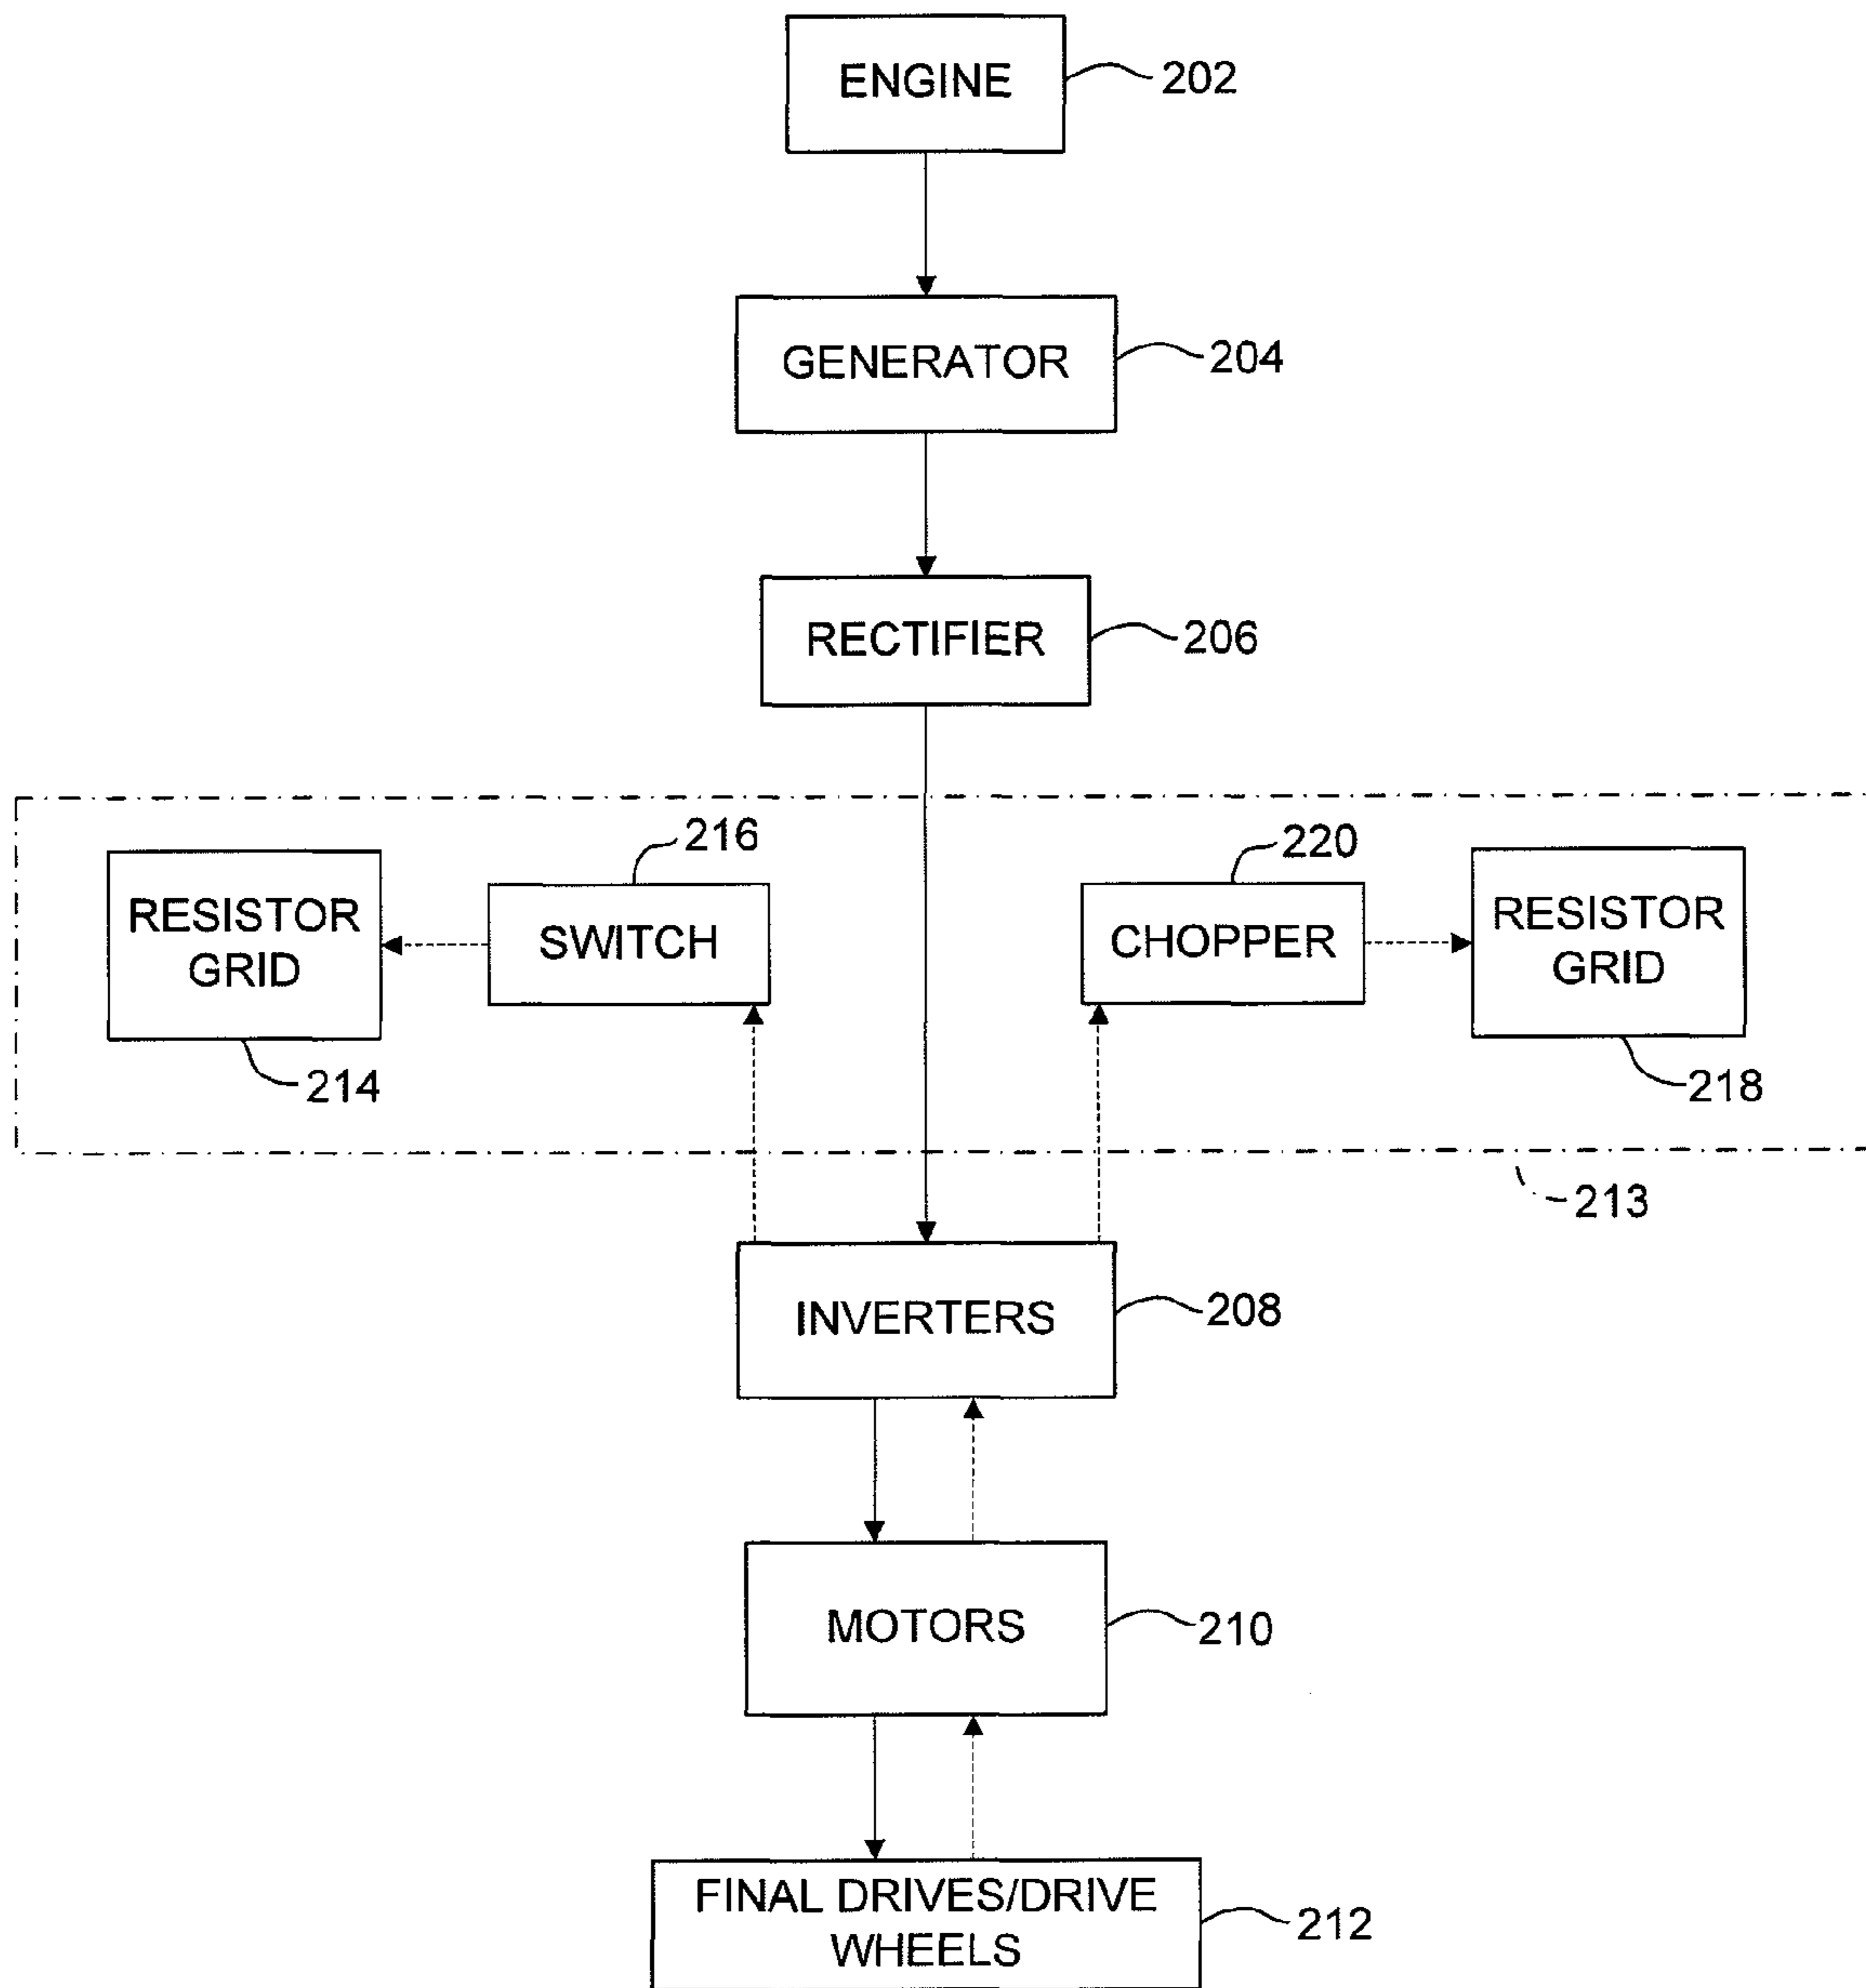 ENGINE
202
GENERATOR
204
RECTIFIER
206
216
220
RESISTOR
GRID
SWITCH
CHOPPER
RESISTOR
GRID
214
218
213
INVERTERS
208
MOTORS
210
FINAL DRIVES/DRIVE
WHEELS
212